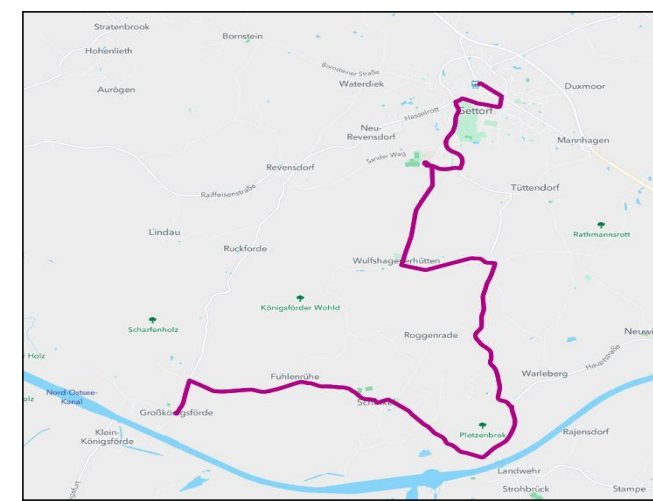 Stratenbrook
Bornstein
Hohenlieth
Bornsteiner Straße
Aurögen
Waterdiek
Duxmoor
Hasselrott
Gettorf
Neu-
Revensdorf
Mannhagen
Sander Weg
Revensdorf
Raiffeisenstraße
Tüttendorf
Lindau
Rathmannsrott
Ruckforde
Wulfshagenerhütten
Königsförder Wohld
Scharfenholz
Roggenrade
Neuwi
r Holz
Hauptstraße
Fuhlenrühe
Warleberg
Nord-Ostsee-
Kanal
olz
Großkönigsförde
Klein-
Königsförde
Plotzenbrok
Rajensdorf
Landwehr
Strohbrück
Stampe